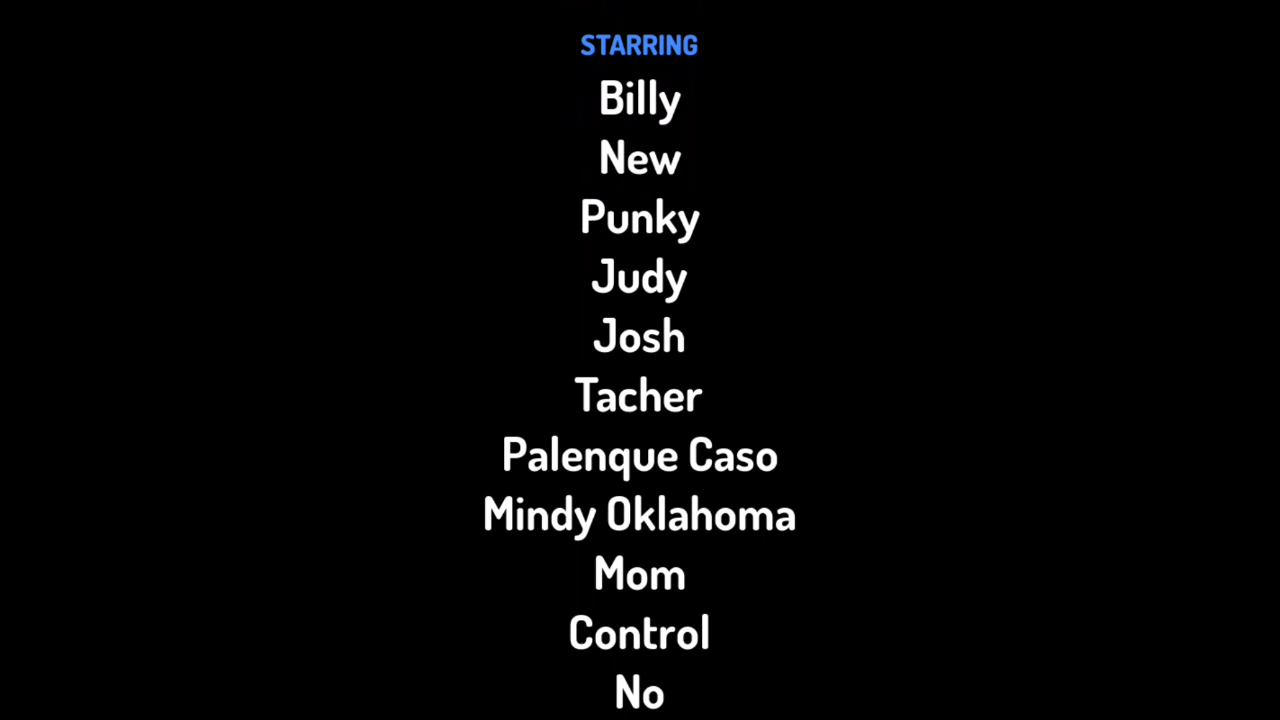 STARRING
Billy
New
Punky
Judy
Josh
Tacher
Palenque Caso
Mindy Oklahoma
Mom
Control
No